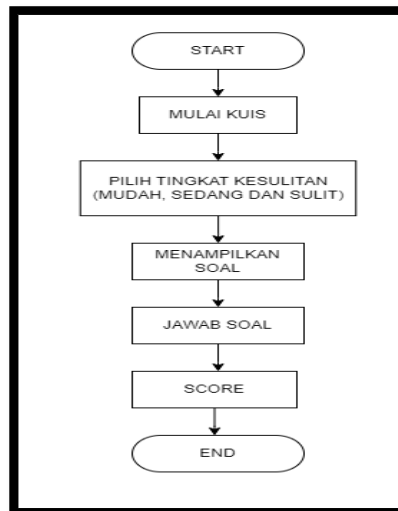 START
MULAI KUIS
PILIH TINGKAT KESULITAN
(MUDAH, SEDANG DAN SULIT)
MENAMPILKAN
SOAL
JAWAB SOAL
SCORE
END